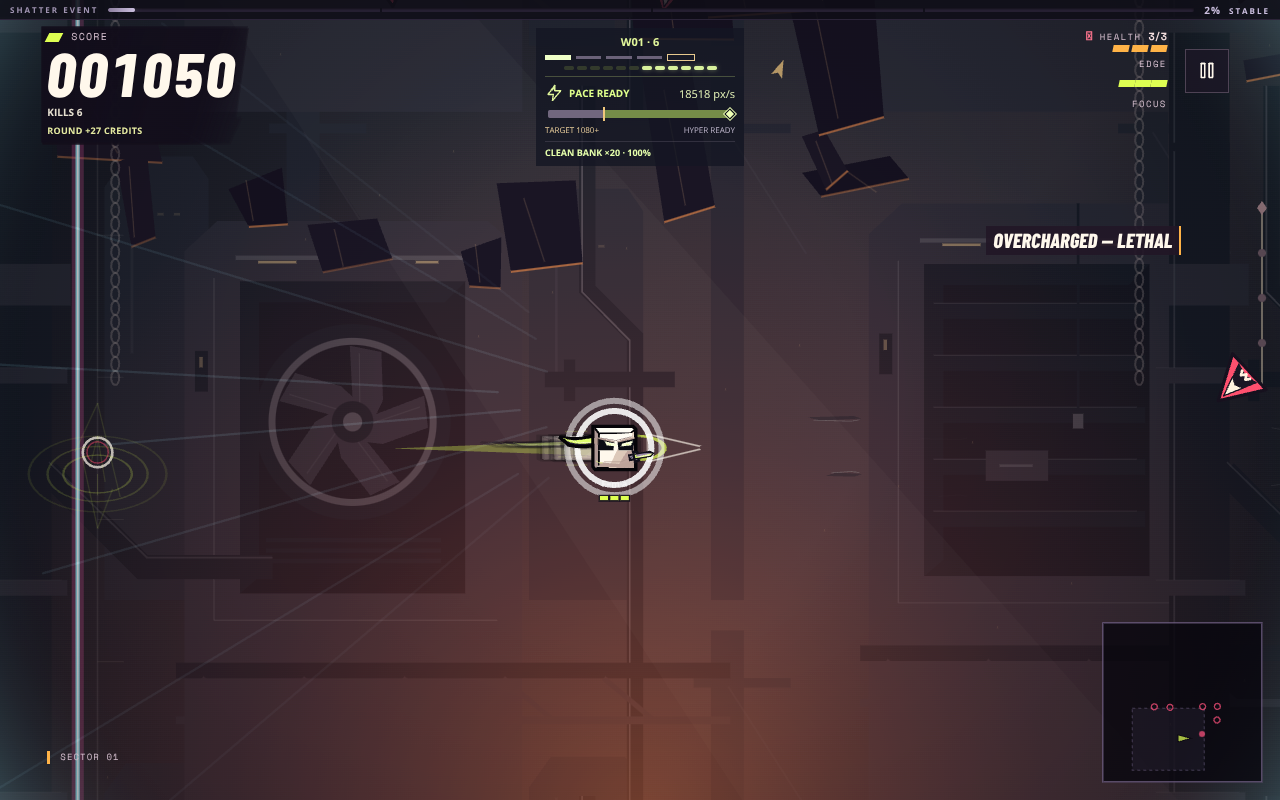 SHATTER EVENT
2% STABLE
SCORE
001050
KILLS 6
ROUND +27 CREDITS
W01 · 6
PACE READY 18518 px/s
TARGET 1080+ HYPER READY
CLEAN BANK ×20 · 100%
HEALTH 3/3
EDGE
FOCUS
OVERCHARGED — LETHAL
SECTOR 01